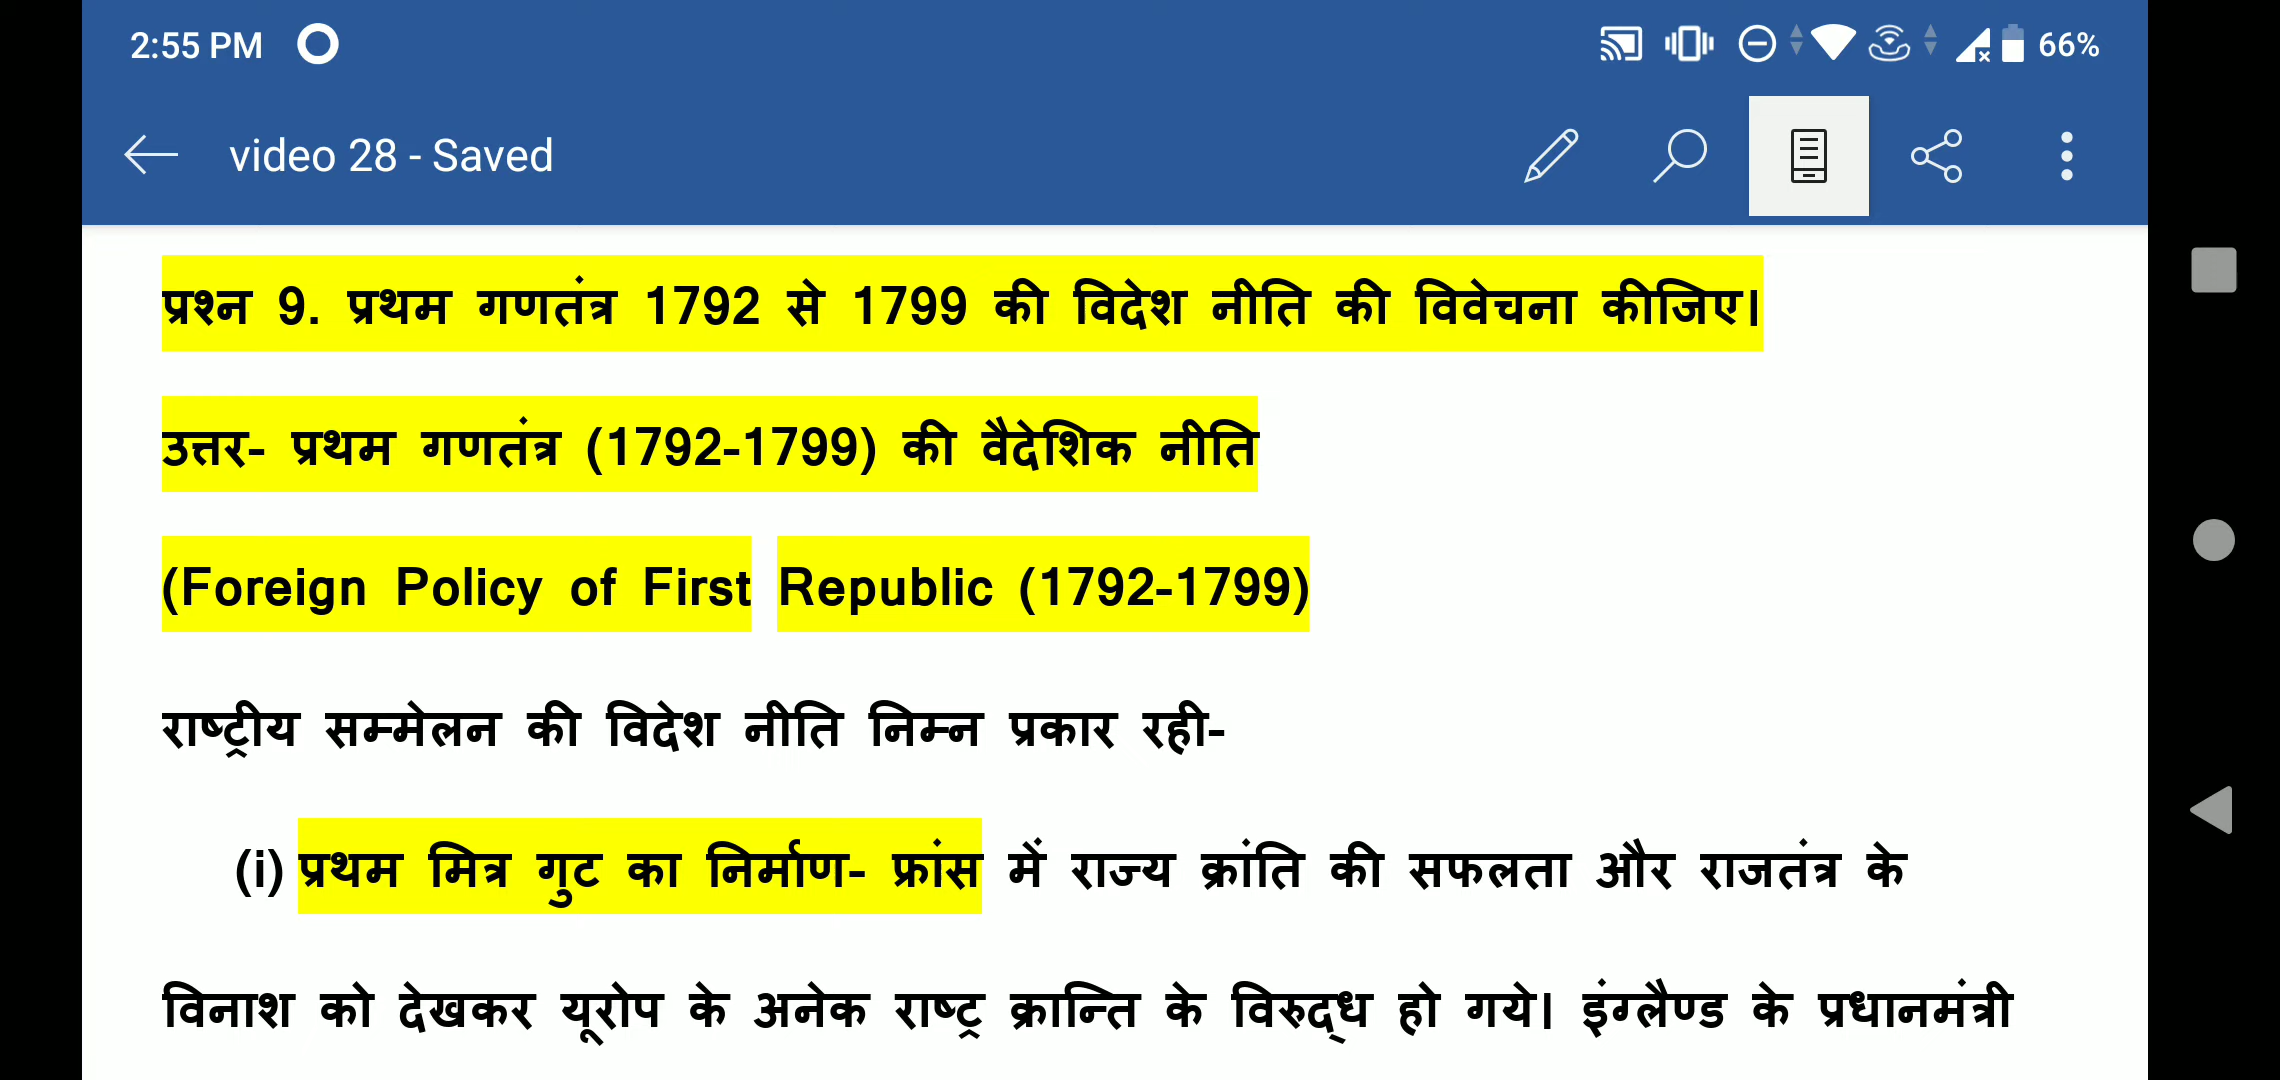 2:55 PM
66%
video 28 - Saved
प्रश्न 9. प्रथम गणतंत्र 1792 से 1799 की विदेश नीति की विवेचना कीजिए।
उत्तर- प्रथम गणतंत्र (1792-1799) की वैदेशिक नीति
(Foreign Policy of First Republic (1792-1799)
राष्ट्रीय सम्मेलन की विदेश नीति निम्न प्रकार रही-
(i) प्रथम मित्र गुट का निर्माण- फ्रांस में राज्य क्रांति की सफलता और राजतंत्र के
विनाश को देखकर यूरोप के अनेक राष्ट्र क्रान्ति के विरुद्ध हो गये। इंग्लैण्ड के प्रधानमंत्री